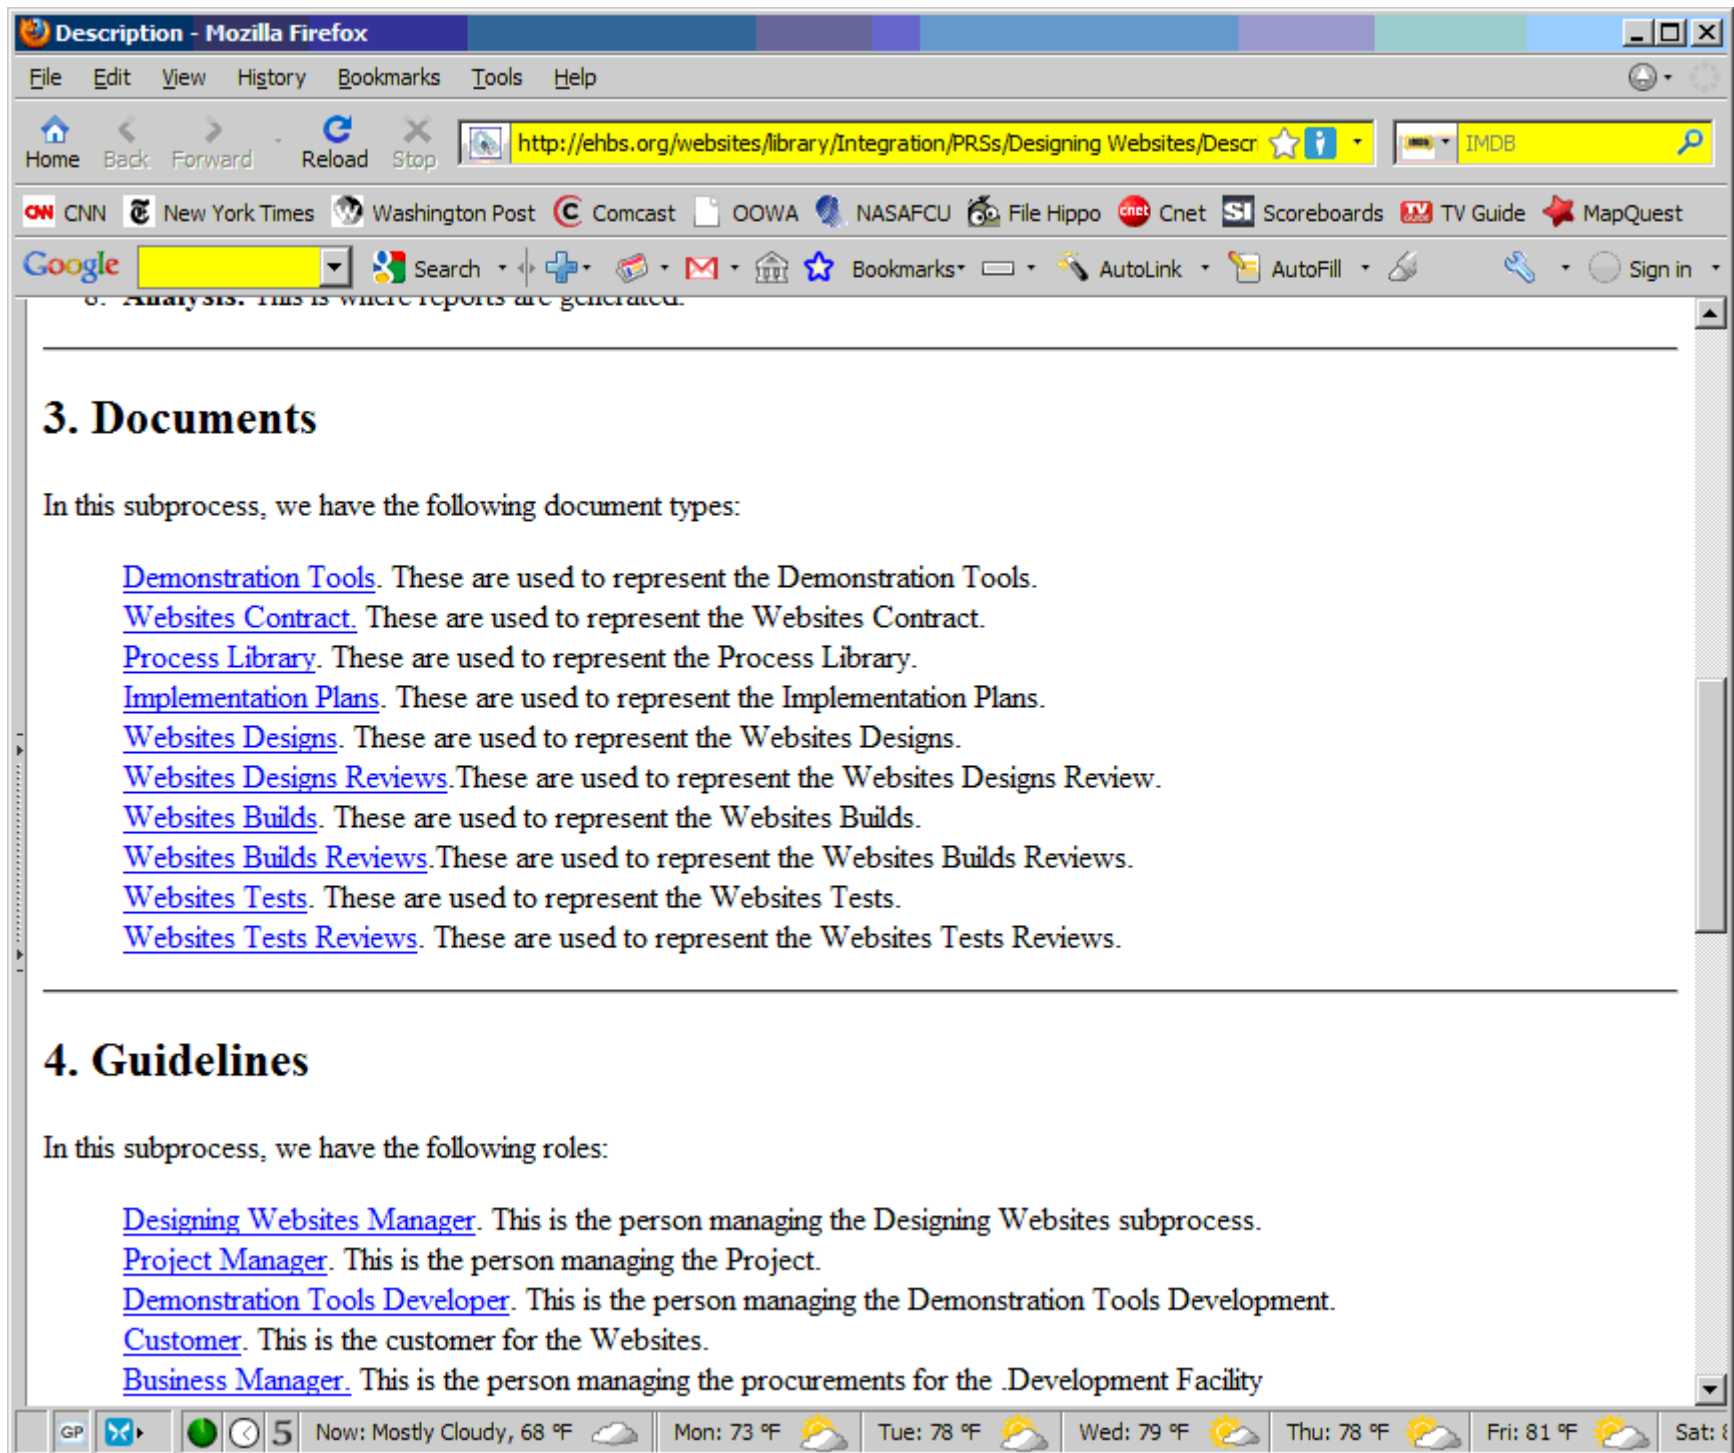 Description - Mozilla Firefox
File Edit View History Bookmarks Tools Help
Home Back Forward Reload Stop http://ehbs.org/websites/library/Integration/PRSs/Designing Websites/Descr IMDB
CNN New York Times Washington Post Comcast OOWA NASAFCU File Hippo Cnet Scoreboards TV Guide MapQuest
Google Search Bookmarks AutoLink AutoFill Sign in
8. Analysis. This is where reports are generated.
3. Documents
In this subprocess, we have the following document types:
Demonstration Tools. These are used to represent the Demonstration Tools.
Websites Contract. These are used to represent the Websites Contract.
Process Library. These are used to represent the Process Library.
Implementation Plans. These are used to represent the Implementation Plans.
Websites Designs. These are used to represent the Websites Designs.
Websites Designs Reviews.These are used to represent the Websites Designs Review.
Websites Builds. These are used to represent the Websites Builds.
Websites Builds Reviews.These are used to represent the Websites Builds Reviews.
Websites Tests. These are used to represent the Websites Tests.
Websites Tests Reviews. These are used to represent the Websites Tests Reviews.
4. Guidelines
In this subprocess, we have the following roles:
Designing Websites Manager. This is the person managing the Designing Websites subprocess.
Project Manager. This is the person managing the Project.
Demonstration Tools Developer. This is the person managing the Demonstration Tools Development.
Customer. This is the customer for the Websites.
Business Manager. This is the person managing the procurements for the .Development Facility
GP 5 Now: Mostly Cloudy, 68 °F Mon: 73 °F Tue: 78 °F Wed: 79 °F Thu: 78 °F Fri: 81 °F Sat: